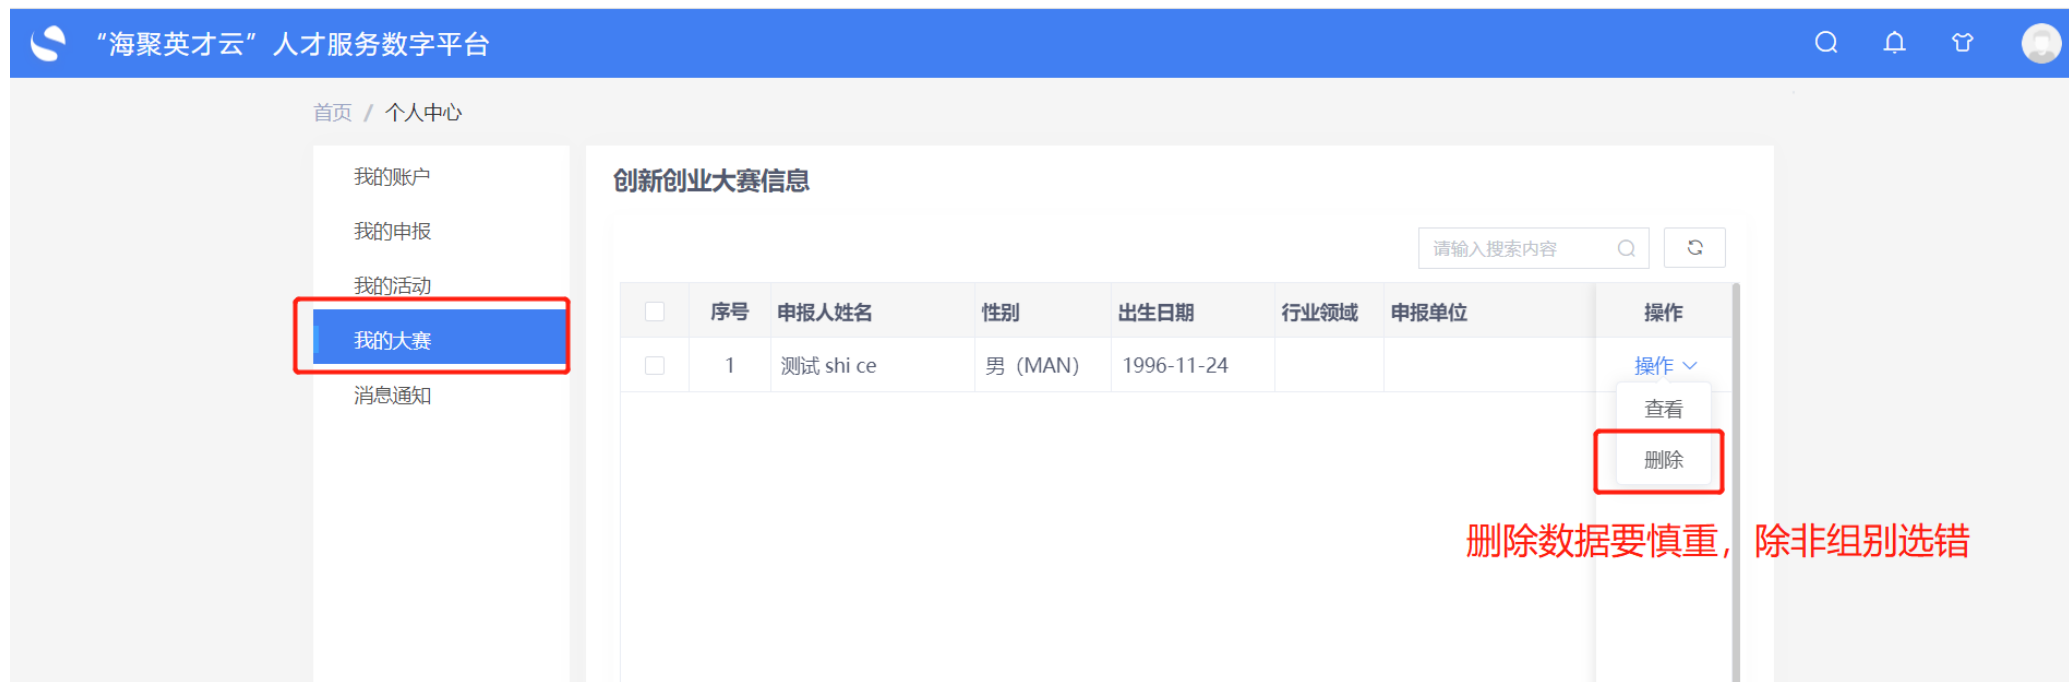 “海聚英才云”人才服务数字平台
首页 / 个人中心
我的账户
我的申报
我的活动
我的大赛
消息通知
创新创业大赛信息
请输入搜索内容
序号 申报人姓名 性别 出生日期 行业领域 申报单位 操作
1 测试 shi ce 男（MAN） 1996-11-24 操作
查看
删除
删除数据要慎重，除非组别选错